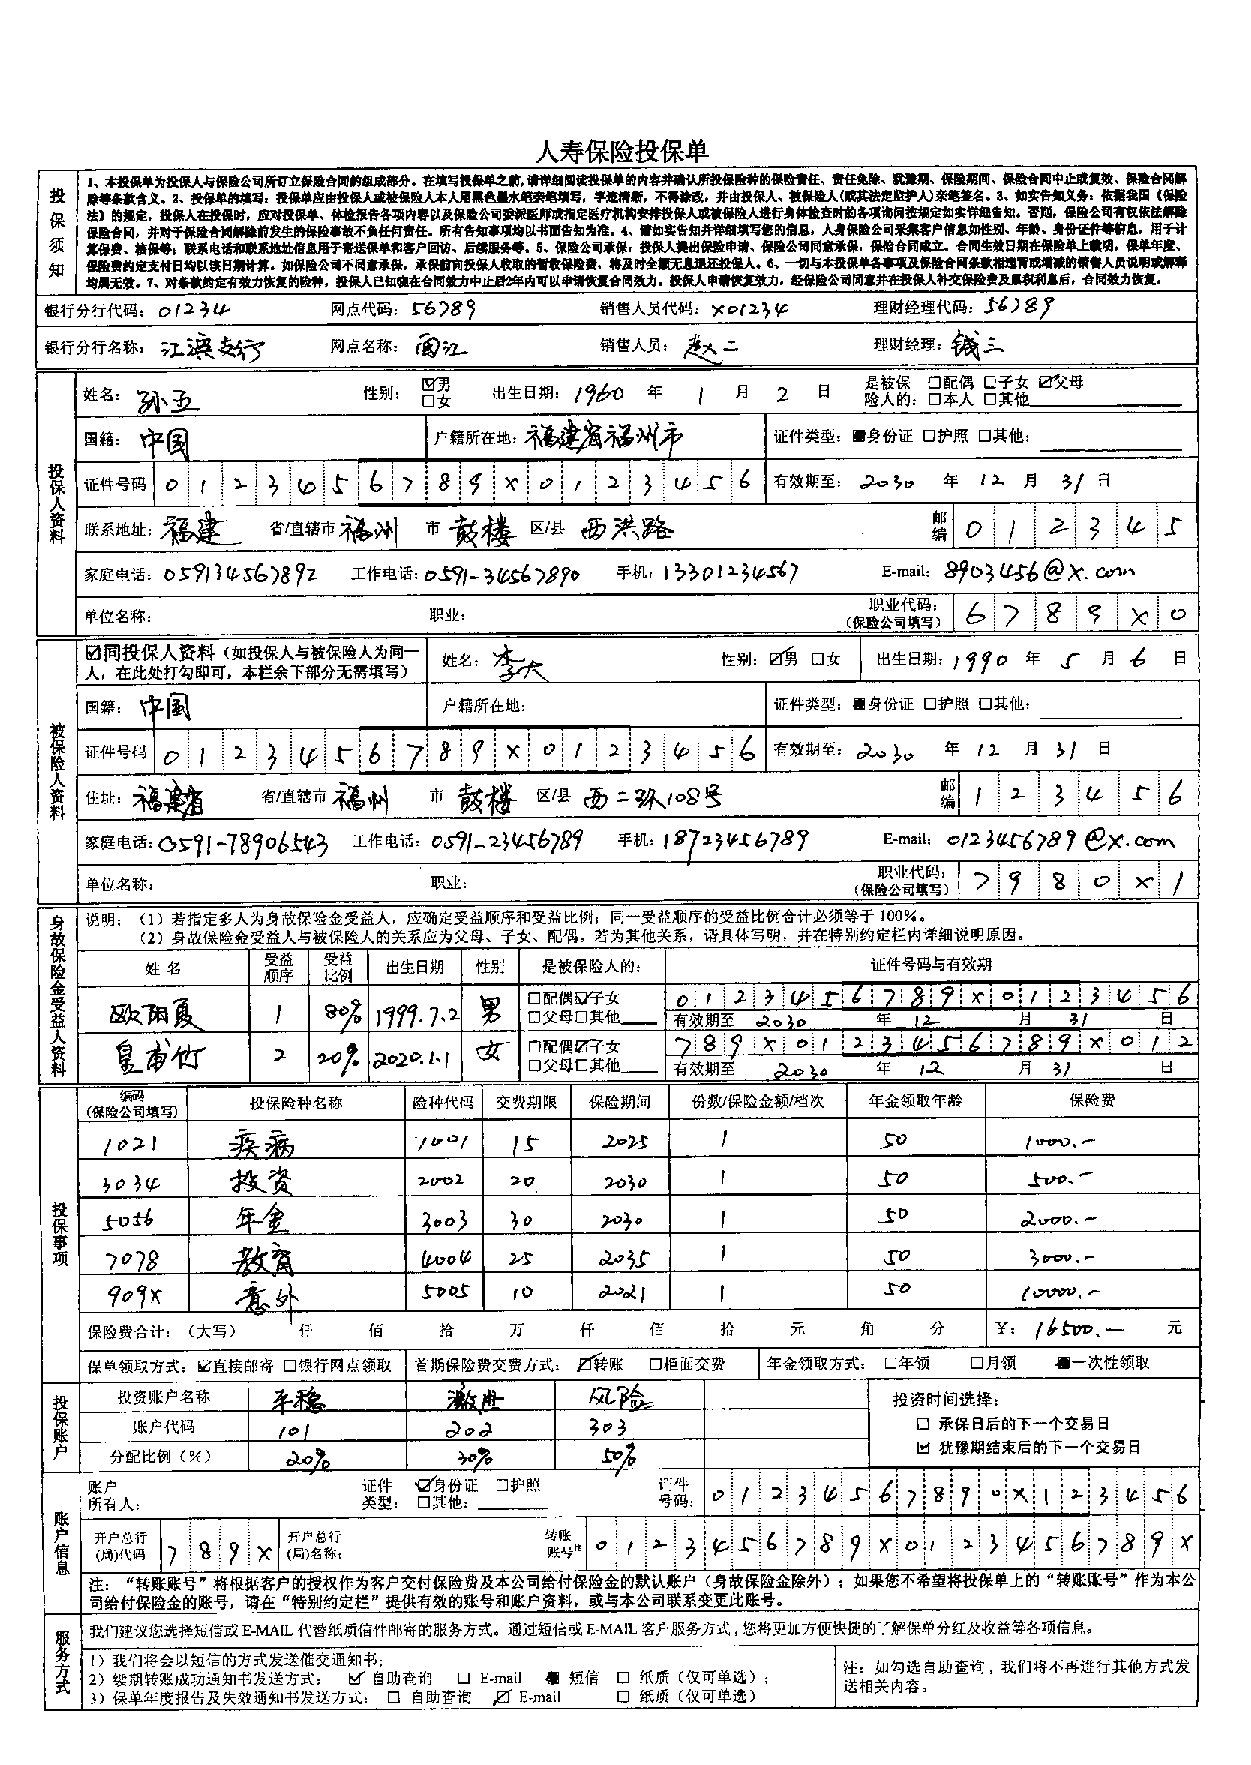 人寿保险投保单
投保须知
1、本投保单为投保人与保险公司所订立保险合同的组成部分。在填写投保单之前,请详细阅读投保单的内容并确认所投保险种的保险责任、责任免除、犹豫期、保险期间、保险合同中止或复效、保险合同解
除等条款含义。2、投保单的填写,投保单应由投保人或被保险人本人用黑色墨水笔亲笔填写,字迹清晰,不得涂改,并由投保人、被保险人(或其法定监护人)亲笔签名。3、如实告知义务:依据我国《保险
法》的规定,投保人在投保时,应对投保单、体检报告各项内容以及保险公司委派医师或指定医疗机构安排投保人或被保险人进行身体检查时的各项询问按规定如实详细告知。否则,保险公司有权依法解除
保险合同,并对于保险合同解除前发生的保险事故不负任何责任。所有告知事项均以书面告知为准。4、请如实告知并详细填写您的信息,人身保险公司采集客户信息如性别、年龄、身份证件等信息,用于计
算保费、核保等;联系电话和联系地址信息用于寄送保单和客户回访、后续服务等。5、保险公司承保:投保人提出保险申请、保险公司同意承保,保险合同成立。合同生效日期在保险单上载明,保单年度、
保险费约定支付日均以该日期计算。如保险公司不同意承保,承保前向投保人收取的暂收保险费,将及时全额无息退还投保人。6、一切与本投保单各事项及保险合同条款相违背或增减的销售人员说明或解释
均属无效。7、对条款约定有效力恢复的险种,投保人已知晓在合同效力中止后2年内可以申请恢复合同效力。投保人申请恢复效力,经保险公司同意并在投保人补交保险费及累积利息后,合同效力恢复。
银行分行代码: 01234 网点代码: 56789 销售人员代码: X01234 理财经理代码: 56789
银行分行名称: 江滨支行 网点名称: 闽江 销售人员: 赵二 理财经理: 钱三
投保人资料
姓名: 孙五 性别: ☑男 □女 出生日期: 1960 年 1 月 2 日 是被保险人的: □配偶 □子女 ☑父母 □本人 □其他
国籍: 中国 户籍所在地: 福建省福州市 证件类型: ■身份证 □护照 □其他:
证件号码 0 1 2 3 4 5 6 7 8 9 X 0 1 2 3 4 5 6 有效期至: 2030 年 12 月 31 日
联系地址: 福建 省/直辖市 福州 市 鼓楼 区/县 西洪路 邮编 0 1 2 3 4 5
家庭电话: 059134567892 工作电话: 0591-34567890 手机: 13301234567 E-mail: 8903456@x.com
单位名称: 职业: 职业代码: (保险公司填写) 6 7 8 9 X 0
被保险人资料
☑同投保人资料(如投保人与被保险人为同一
人,在此处打勾即可,本栏余下部分无需填写) 姓名: 李六 性别: ☑男 □女 出生日期: 1990 年 5 月 6 日
国籍: 中国 户籍所在地: 证件类型: ■身份证 □护照 □其他:
证件号码 0 1 2 3 4 5 6 7 8 9 X 0 1 2 3 4 5 6 有效期至: 2030 年 12 月 31 日
住址: 福建省 省/直辖市 福州 市 鼓楼 区/县 西二环108号 邮编 1 2 3 4 5 6
家庭电话: 0591-78906543 工作电话: 0591-23456789 手机: 18723456789 E-mail: 0123456789@x.com
单位名称: 职业: 职业代码: (保险公司填写) 7 9 8 0 X 1
身故保险金受益人资料
说明: (1)若指定多人为身故保险金受益人,应确定受益顺序和受益比例;同一受益顺序的受益比例合计必须等于100%。
(2)身故保险金受益人与被保险人的关系应为父母、子女、配偶,若为其他关系,请具体写明,并在特别约定栏内详细说明原因。
姓 名 受益顺序 受益比例 出生日期 性别 是被保险人的: 证件号码与有效期
欧阳夏 1 80% 1999.7.2 男 □配偶☑子女 □父母□其他 0 1 2 3 4 5 6 7 8 9 X 0 1 2 3 4 5 6
有效期至 2030 年 12 月 31 日
皇甫竹 2 20% 2020.1.1 女 □配偶☑子女 □父母□其他 7 8 9 X 0 1 2 3 4 5 6 7 8 9 X 0 1 2
有效期至 2030 年 12 月 31 日
投保事项
编码(保险公司填写) 投保险种名称 险种代码 交费期限 保险期间 份数/保险金额/档次 年金领取年龄 保险费
1021 疾病 1001 15 2025 1 50 1000.-
3034 投资 2002 20 2030 1 50 500.-
5056 年金 3003 30 2030 1 50 2000.-
7078 教育 4004 25 2035 1 50 3000.-
909X 意外 5005 10 2021 1 50 10000.-
保险费合计:(大写) 仟 佰 拾 万 仟 佰 拾 元 角 分 ¥: 16500.- 元
保单领取方式: ☑直接邮寄 □银行网点领取 首期保险费交费方式: ☑转账 □柜面交费 年金领取方式: □年领 □月领 ■一次性领取
投保账户
投资账户名称 平稳 激进 风险 投资时间选择:
账户代码 101 202 303 □ 承保日后的下一个交易日
分配比例(%) 20% 30% 50% ☑ 犹豫期结束后的下一个交易日
账户信息
账户所有人: 证件类型: ☑身份证 □护照 □其他: 证件号码: 0 1 2 3 4 5 6 7 8 9 0 X 1 2 3 4 5 6
开户总行(局)代码 7 8 9 X 开户总行(局)名称: 转账账号 0 1 2 3 4 5 6 7 8 9 X 0 1 2 3 4 5 6 7 8 9 X
注:“转账账号”将根据客户的授权作为客户交付保险费及本公司给付保险金的默认账户(身故保险金除外);如果您不希望将投保单上的“转账账号”作为本公
司给付保险金的账号,请在“特别约定栏”提供有效的账号和账户资料,或与本公司联系变更此账号。
服务方式
我们建议您选择短信或E-MAIL代替纸质信件邮寄的服务方式。通过短信或E-MAIL客户服务方式,您将更加方便快捷的了解保单分红及收益等各项信息。
1)我们将会以短信的方式发送催交通知书;
2)续期转账成功通知书发送方式: ☑ 自助查询 □ E-mail ■ 短信 □ 纸质(仅可单选);
3)保单年度报告及失效通知书发送方式: □ 自助查询 ☑ E-mail □ 纸质(仅可单选)
注:如勾选自助查询,我们将不再进行其他方式发
送相关内容。